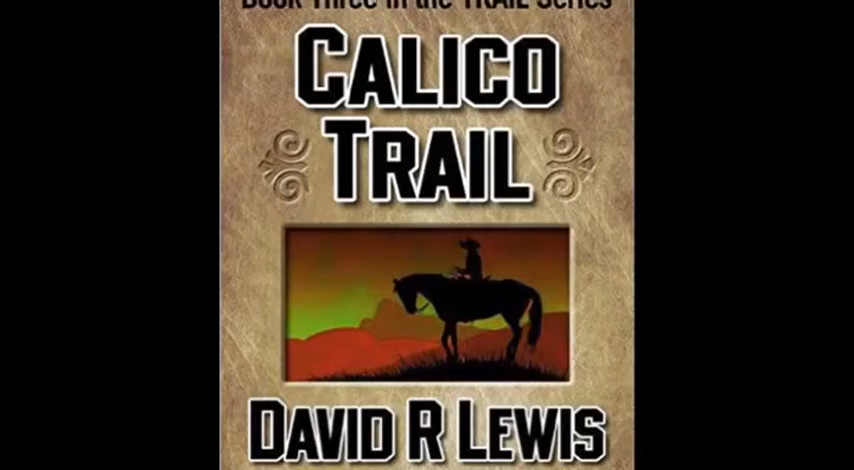 Book Three in the TRAIL Series
CALICO
TRAIL
DAVID R LEWIS